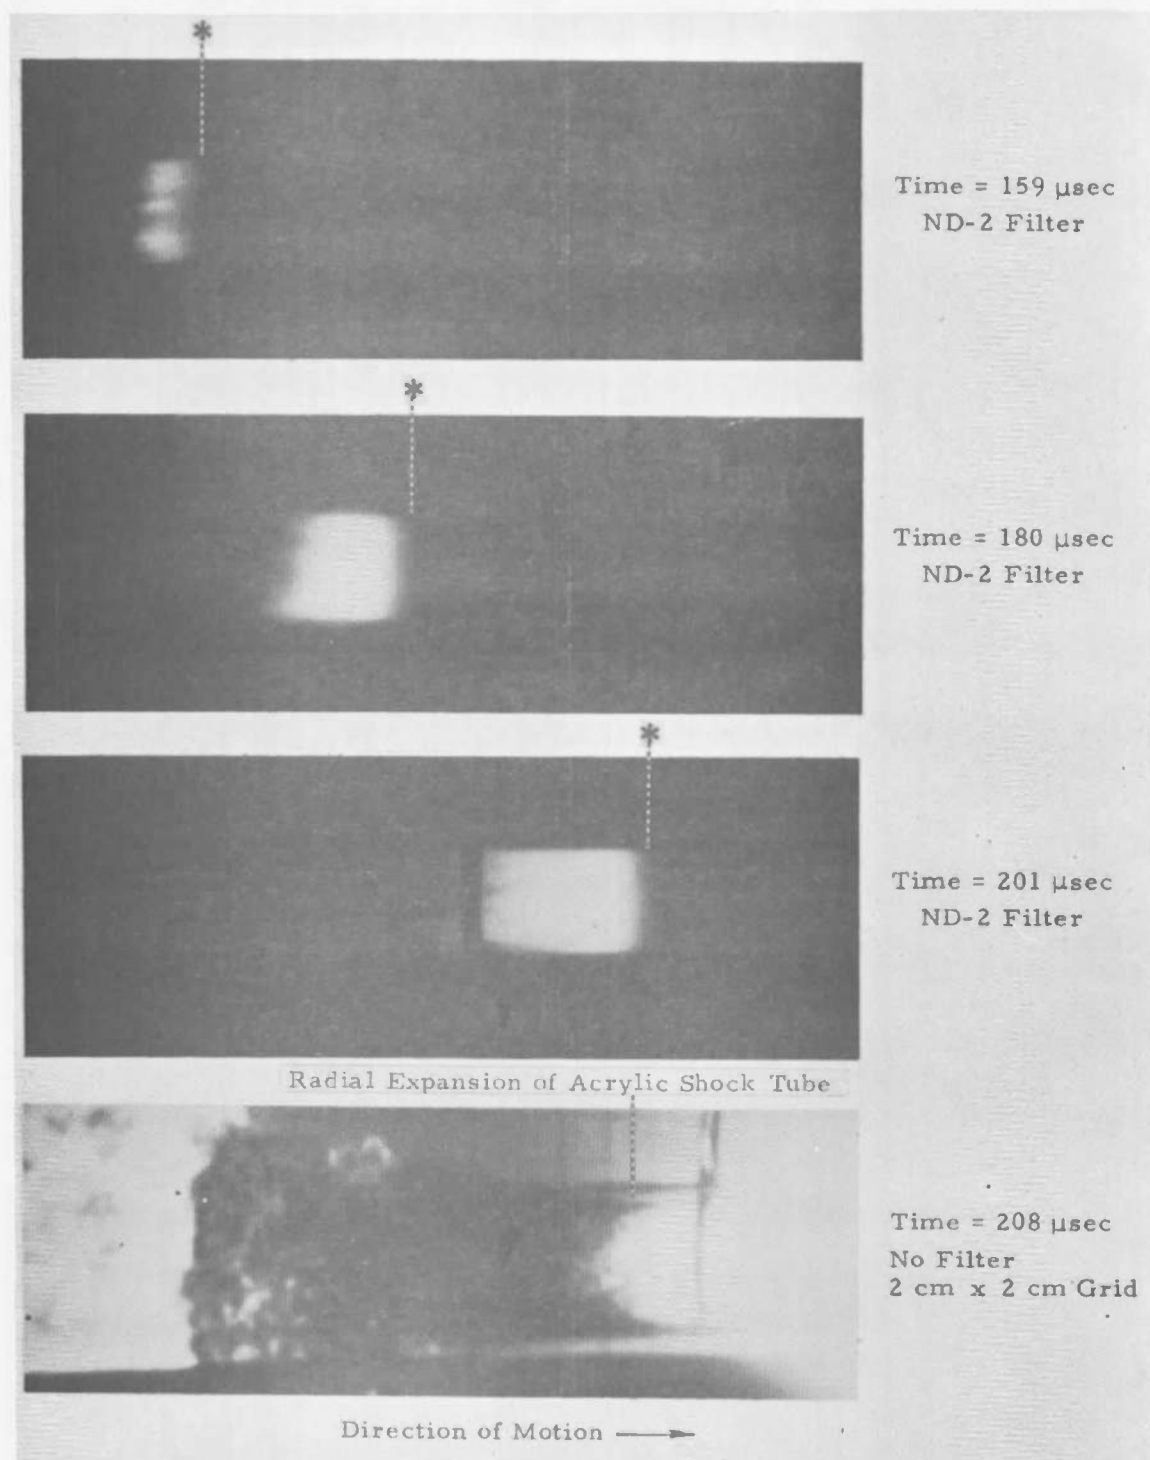 *
Time = 159 μsec
ND-2 Filter
*
Time = 180 μsec
ND-2 Filter
*
Time = 201 μsec
ND-2 Filter
Radial Expansion of Acrylic Shock Tube
Time = 208 μsec
No Filter
2 cm x 2 cm Grid
Direction of Motion →